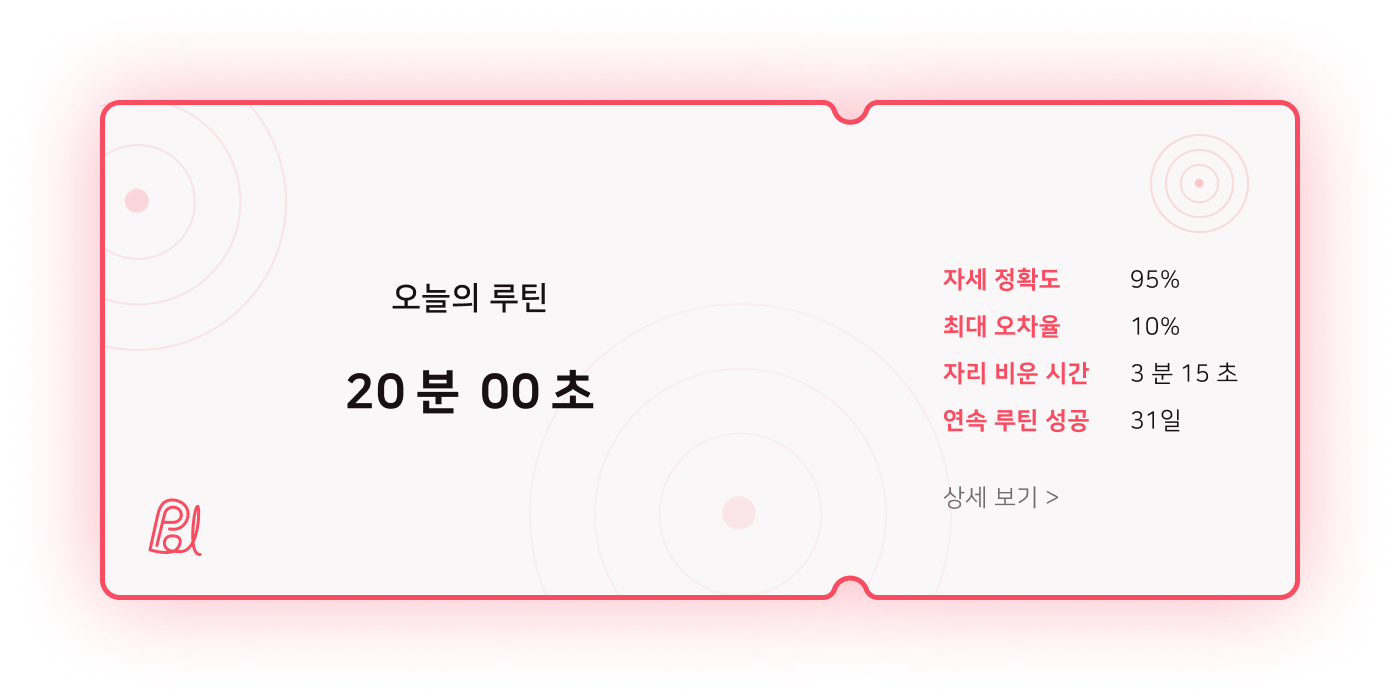 오늘의 루틴
20 분 00 초
자세 정확도 95%
최대 오차율 10%
자리 비운 시간 3 분 15 초
연속 루틴 성공 31일
상세 보기 >